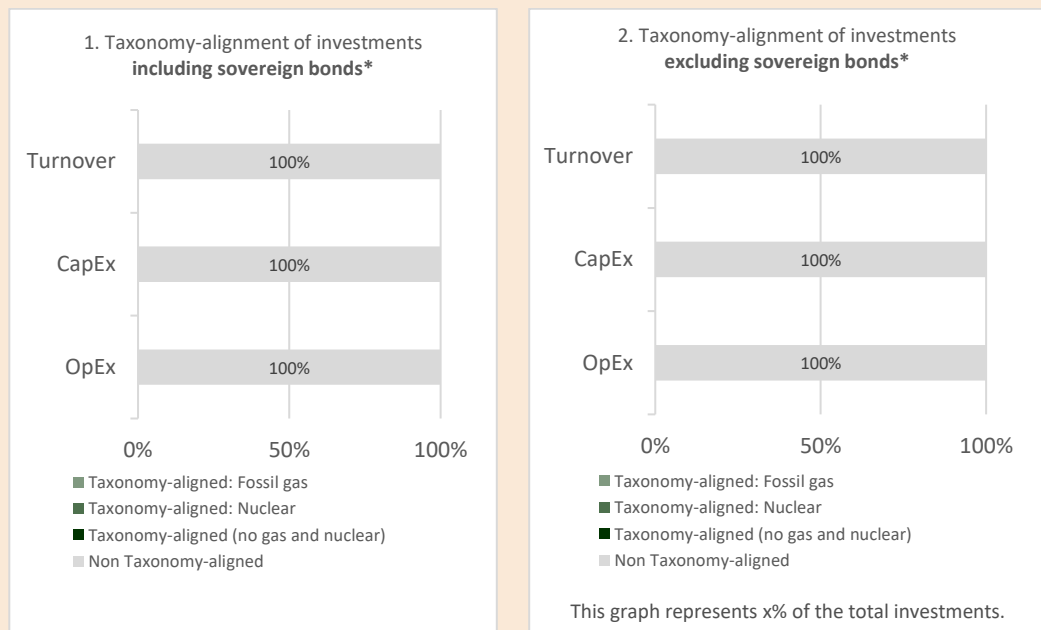 1. Taxonomy-alignment of investments
including sovereign bonds*
Turnover
100%
CapEx
100%
OpEx
100%
0%
50%
100%
Taxonomy-aligned: Fossil gas
Taxonomy-aligned: Nuclear
Taxonomy-aligned (no gas and nuclear)
Non Taxonomy-aligned
2. Taxonomy-alignment of investments
excluding sovereign bonds*
Turnover
100%
CapEx
100%
OpEx
100%
0%
50%
100%
Taxonomy-aligned: Fossil gas
Taxonomy-aligned: Nuclear
Taxonomy-aligned (no gas and nuclear)
Non Taxonomy-aligned
This graph represents x% of the total investments.